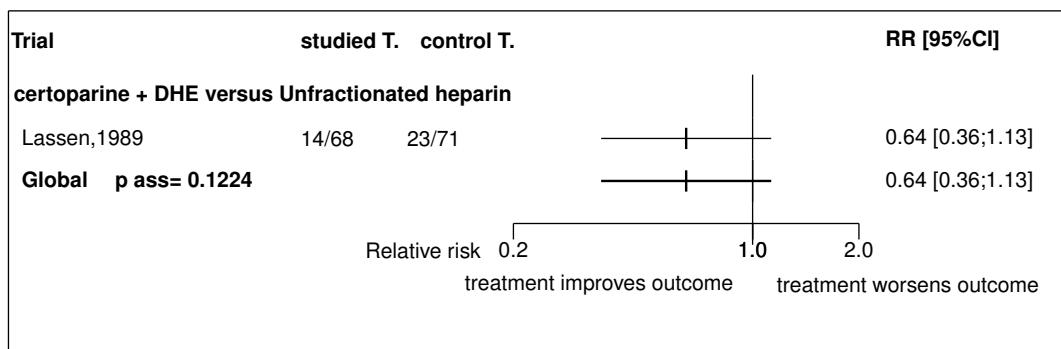 Trial studied T. control T. RR [95%CI]
certoparine + DHE versus Unfractionated heparin
Lassen,1989 14/68 23/71 0.64 [0.36;1.13]
Global p ass= 0.1224 0.64 [0.36;1.13]
Relative risk 0.2 1.0 2.0
treatment improves outcome treatment worsens outcome